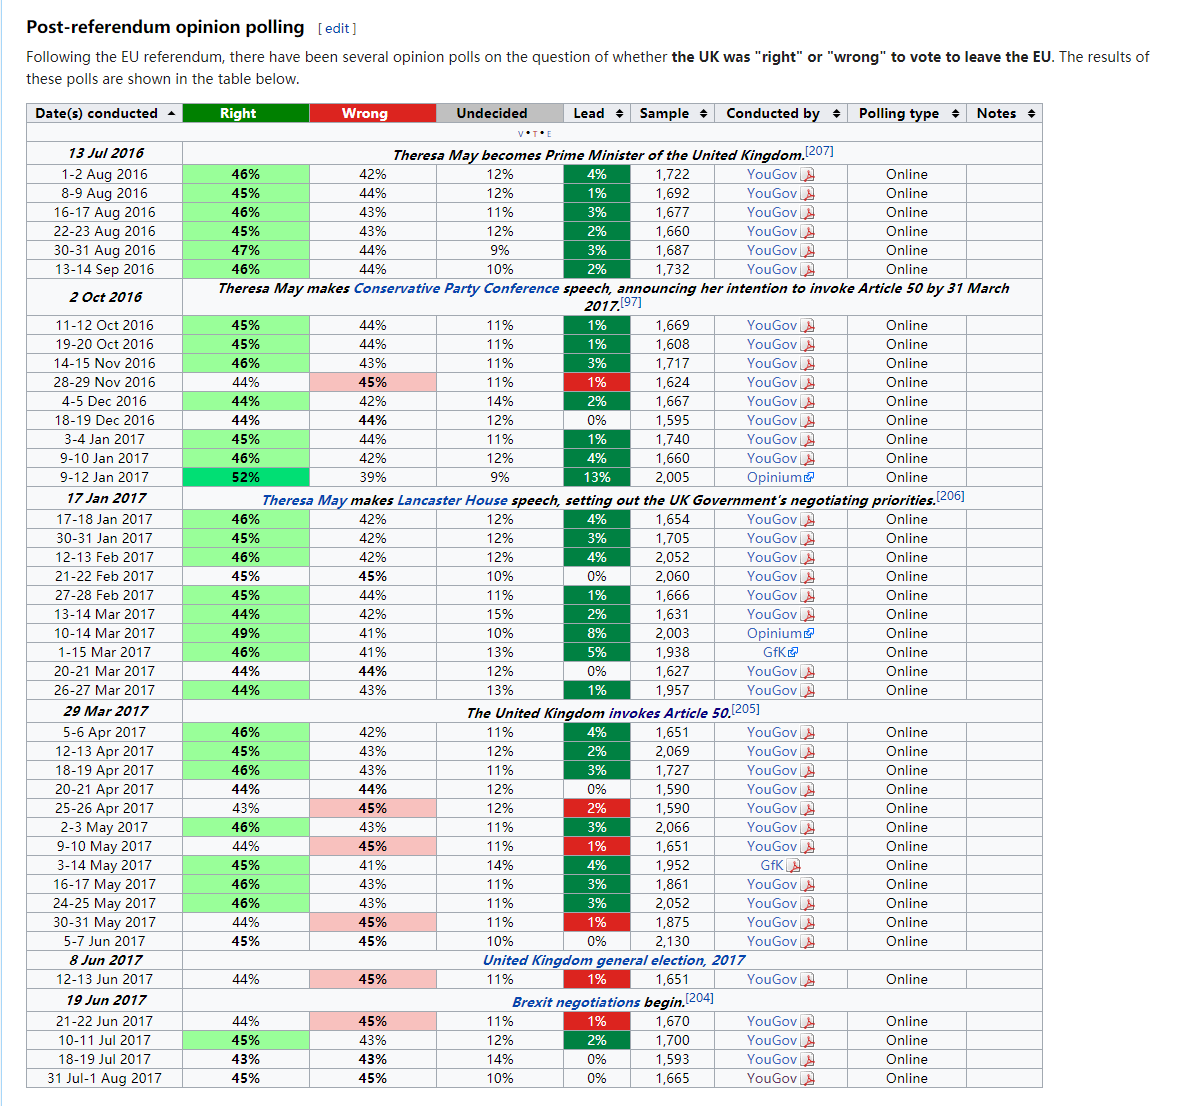 Post-referendum opinion polling [ edit ]
Following the EU referendum, there have been several opinion polls on the question of whether the UK was "right" or "wrong" to vote to leave the EU. The results of
these polls are shown in the table below.
Date(s) conducted Right Wrong Undecided Lead Sample Conducted by Polling type Notes
V • T • E
13 Jul 2016 Theresa May becomes Prime Minister of the United Kingdom.[207]
1-2 Aug 2016 46% 42% 12% 4% 1,722 YouGov Online
8-9 Aug 2016 45% 44% 12% 1% 1,692 YouGov Online
16-17 Aug 2016 46% 43% 11% 3% 1,677 YouGov Online
22-23 Aug 2016 45% 43% 12% 2% 1,660 YouGov Online
30-31 Aug 2016 47% 44% 9% 3% 1,687 YouGov Online
13-14 Sep 2016 46% 44% 10% 2% 1,732 YouGov Online
2 Oct 2016 Theresa May makes Conservative Party Conference speech, announcing her intention to invoke Article 50 by 31 March
2017.[97]
11-12 Oct 2016 45% 44% 11% 1% 1,669 YouGov Online
19-20 Oct 2016 45% 44% 11% 1% 1,608 YouGov Online
14-15 Nov 2016 46% 43% 11% 3% 1,717 YouGov Online
28-29 Nov 2016 44% 45% 11% 1% 1,624 YouGov Online
4-5 Dec 2016 44% 42% 14% 2% 1,667 YouGov Online
18-19 Dec 2016 44% 44% 12% 0% 1,595 YouGov Online
3-4 Jan 2017 45% 44% 11% 1% 1,740 YouGov Online
9-10 Jan 2017 46% 42% 12% 4% 1,660 YouGov Online
9-12 Jan 2017 52% 39% 9% 13% 2,005 Opinium Online
17 Jan 2017 Theresa May makes Lancaster House speech, setting out the UK Government's negotiating priorities.[206]
17-18 Jan 2017 46% 42% 12% 4% 1,654 YouGov Online
30-31 Jan 2017 45% 42% 12% 3% 1,705 YouGov Online
12-13 Feb 2017 46% 42% 12% 4% 2,052 YouGov Online
21-22 Feb 2017 45% 45% 10% 0% 2,060 YouGov Online
27-28 Feb 2017 45% 44% 11% 1% 1,666 YouGov Online
13-14 Mar 2017 44% 42% 15% 2% 1,631 YouGov Online
10-14 Mar 2017 49% 41% 10% 8% 2,003 Opinium Online
1-15 Mar 2017 46% 41% 13% 5% 1,938 GfK Online
20-21 Mar 2017 44% 44% 12% 0% 1,627 YouGov Online
26-27 Mar 2017 44% 43% 13% 1% 1,957 YouGov Online
29 Mar 2017 The United Kingdom invokes Article 50.[205]
5-6 Apr 2017 46% 42% 11% 4% 1,651 YouGov Online
12-13 Apr 2017 45% 43% 12% 2% 2,069 YouGov Online
18-19 Apr 2017 46% 43% 11% 3% 1,727 YouGov Online
20-21 Apr 2017 44% 44% 12% 0% 1,590 YouGov Online
25-26 Apr 2017 43% 45% 12% 2% 1,590 YouGov Online
2-3 May 2017 46% 43% 11% 3% 2,066 YouGov Online
9-10 May 2017 44% 45% 11% 1% 1,651 YouGov Online
3-14 May 2017 45% 41% 14% 4% 1,952 GfK Online
16-17 May 2017 46% 43% 11% 3% 1,861 YouGov Online
24-25 May 2017 46% 43% 11% 3% 2,052 YouGov Online
30-31 May 2017 44% 45% 11% 1% 1,875 YouGov Online
5-7 Jun 2017 45% 45% 10% 0% 2,130 YouGov Online
8 Jun 2017 United Kingdom general election, 2017
12-13 Jun 2017 44% 45% 11% 1% 1,651 YouGov Online
19 Jun 2017 Brexit negotiations begin.[204]
21-22 Jun 2017 44% 45% 11% 1% 1,670 YouGov Online
10-11 Jul 2017 45% 43% 12% 2% 1,700 YouGov Online
18-19 Jul 2017 43% 43% 14% 0% 1,593 YouGov Online
31 Jul-1 Aug 2017 45% 45% 10% 0% 1,665 YouGov Online